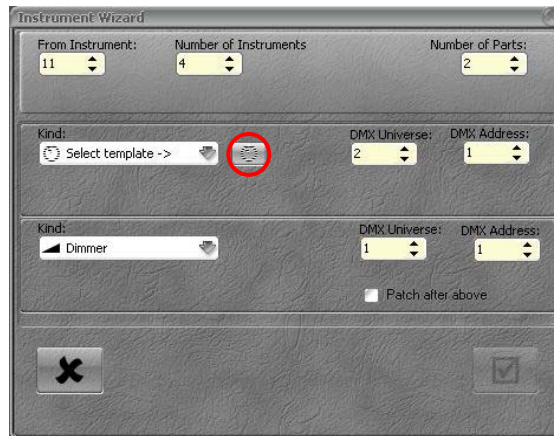 Instrument Wizard
From Instrument: Number of Instruments Number of Parts:
11 4 2
Kind: DMX Universe: DMX Address:
Select template -> 2 1
Kind: DMX Universe: DMX Address:
Dimmer 1 1
Patch after above